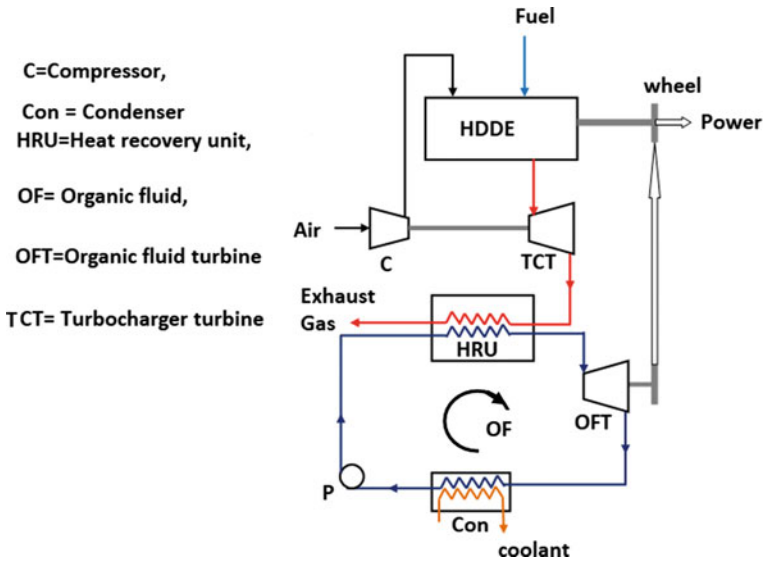 C=Compressor,
Con = Condenser
HRU=Heat recovery unit,
OF= Organic fluid,
OFT=Organic fluid turbine
TCT= Turbocharger turbine
Fuel
wheel
HDDE
Power
Air
C
TCT
Exhaust
Gas
HRU
OFT
OF
P
Con
coolant